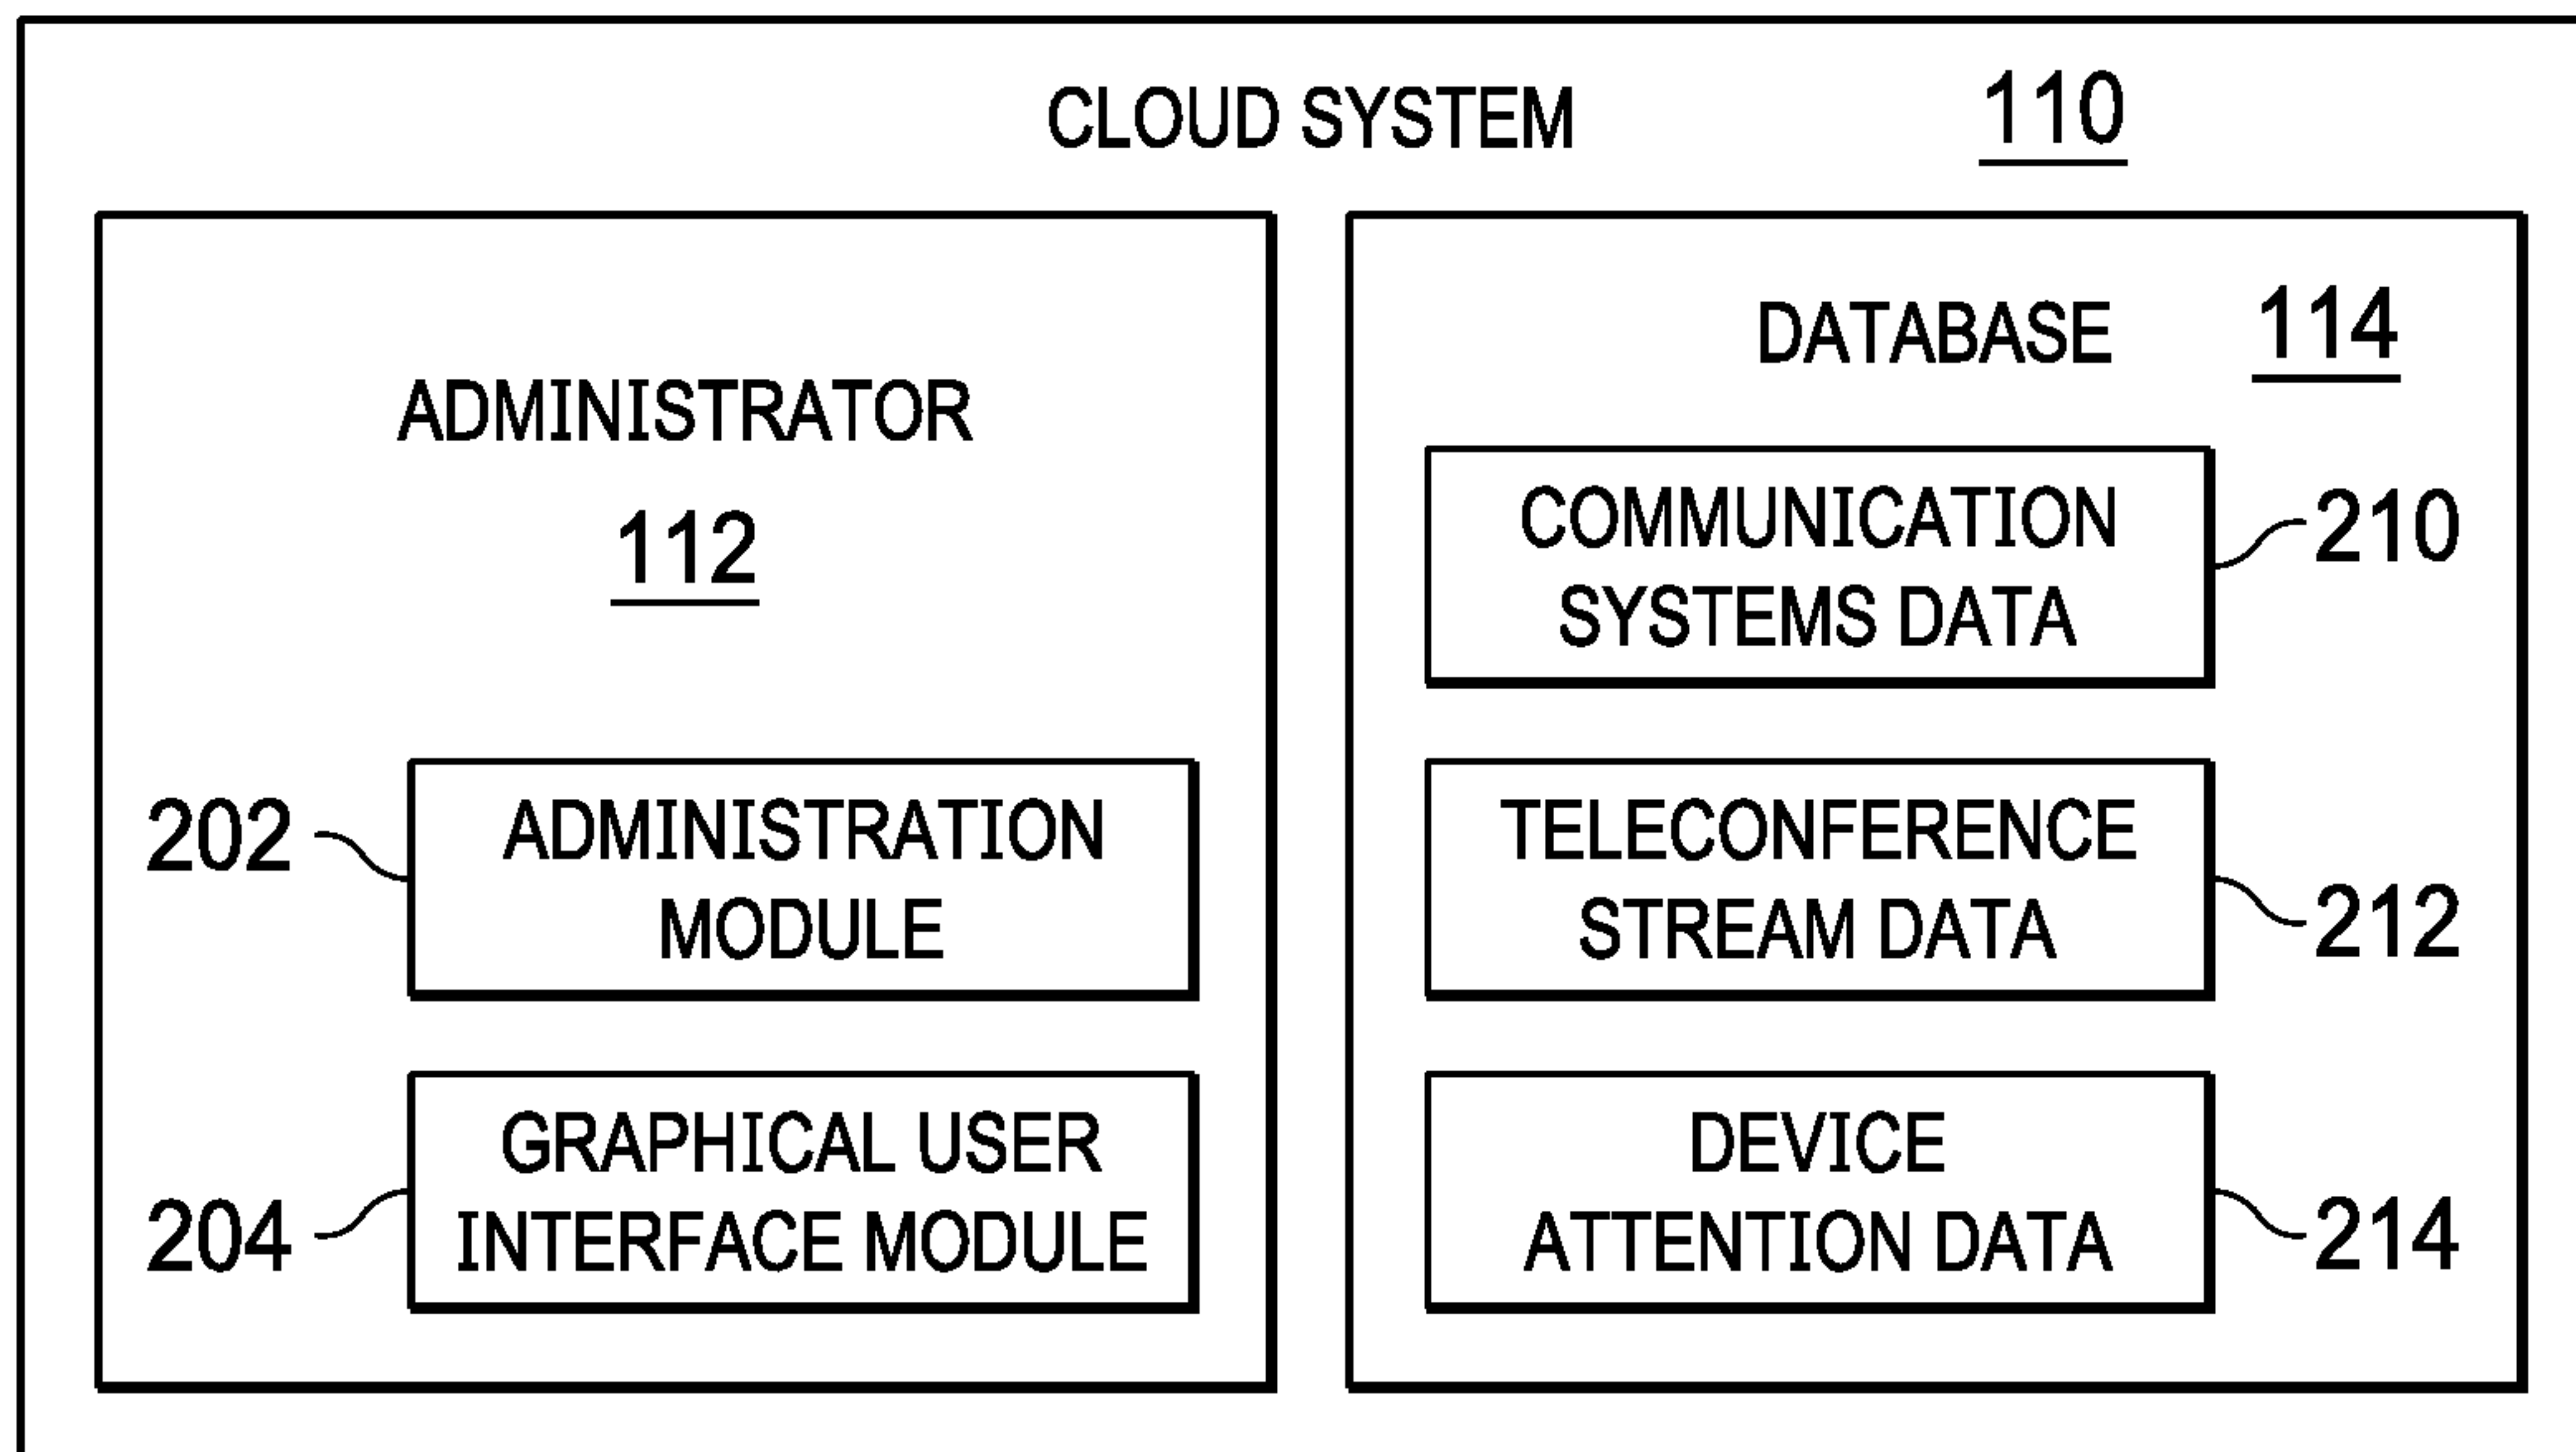 CLOUD SYSTEM 110
ADMINISTRATOR
112
202
ADMINISTRATION
MODULE
204
GRAPHICAL USER
INTERFACE MODULE
DATABASE 114
COMMUNICATION
SYSTEMS DATA
210
TELECONFERENCE
STREAM DATA
212
DEVICE
ATTENTION DATA
214